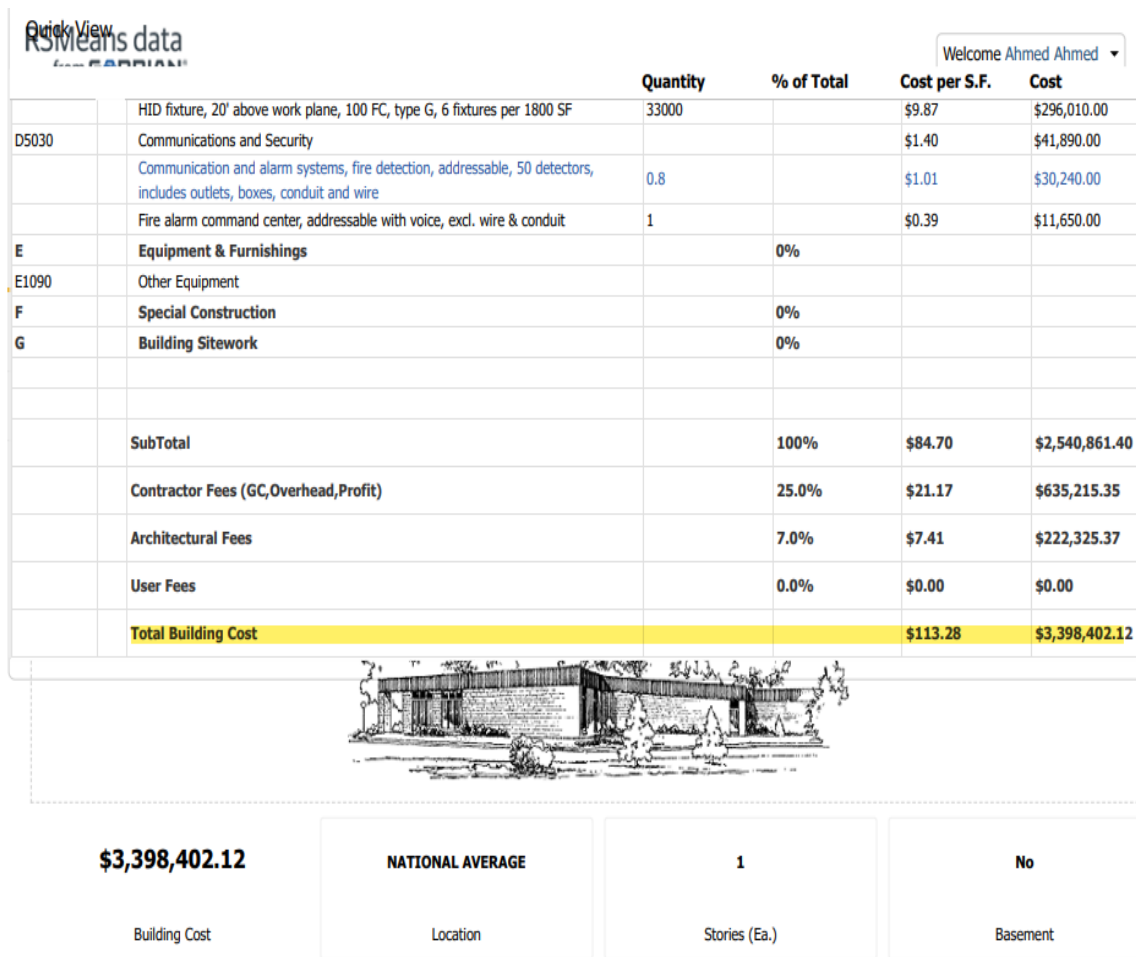 Quick View
RSMeans data
from GORDIAN®
Welcome Ahmed Ahmed
Quantity % of Total Cost per S.F. Cost
HID fixture, 20' above work plane, 100 FC, type G, 6 fixtures per 1800 SF 33000 $9.87 $296,010.00
D5030 Communications and Security $1.40 $41,890.00
Communication and alarm systems, fire detection, addressable, 50 detectors,
includes outlets, boxes, conduit and wire 0.8 $1.01 $30,240.00
Fire alarm command center, addressable with voice, excl. wire & conduit 1 $0.39 $11,650.00
E Equipment & Furnishings 0%
E1090 Other Equipment
F Special Construction 0%
G Building Sitework 0%
SubTotal 100% $84.70 $2,540,861.40
Contractor Fees (GC,Overhead,Profit) 25.0% $21.17 $635,215.35
Architectural Fees 7.0% $7.41 $222,325.37
User Fees 0.0% $0.00 $0.00
Total Building Cost $113.28 $3,398,402.12
$3,398,402.12 NATIONAL AVERAGE 1 No
Building Cost Location Stories (Ea.) Basement